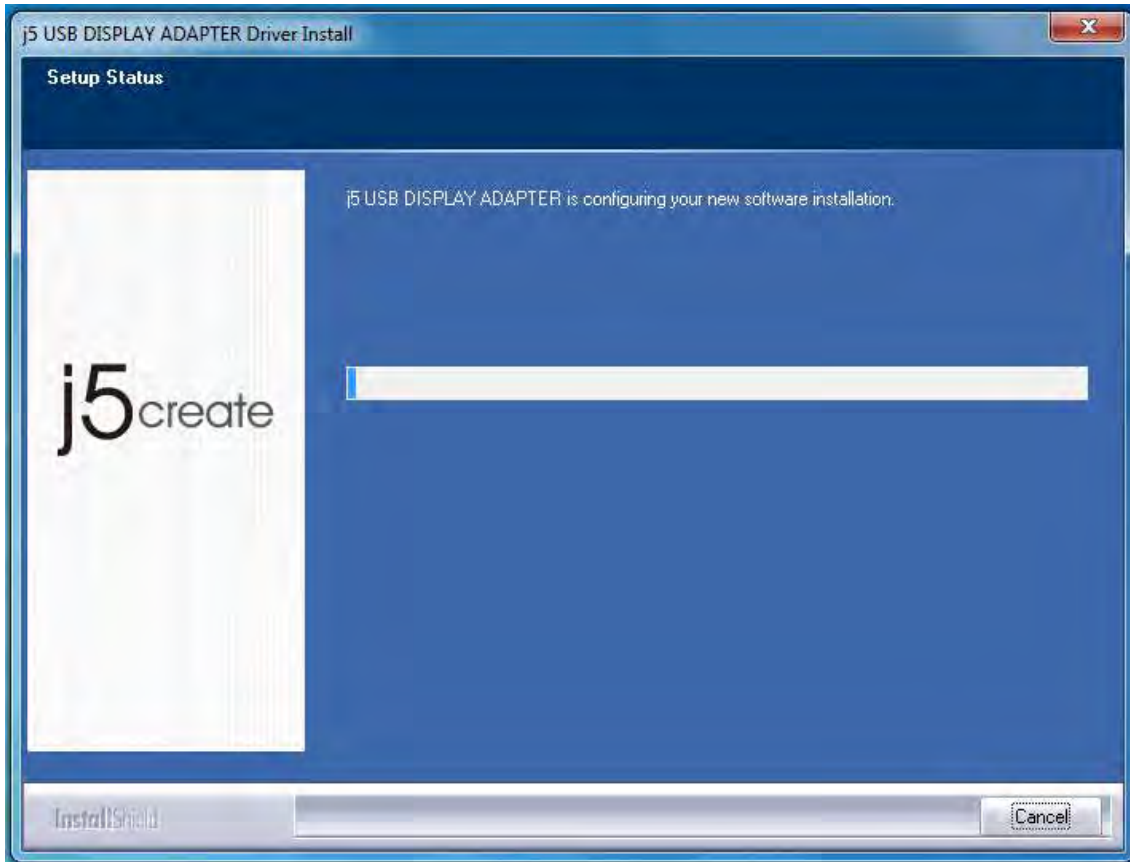 j5 USB DISPLAY ADAPTER Driver Install
Setup Status
j5 USB DISPLAY ADAPTER is configuring your new software installation.
j5create
InstallShield
Cancel